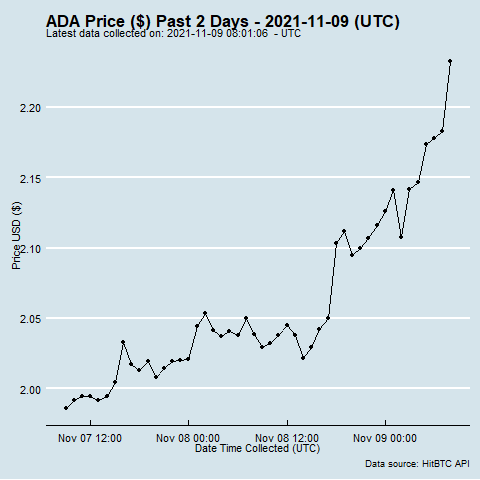 ADA Price ($) Past 2 Days - 2021-11-09 (UTC)
Latest data collected on: 2021-11-09 08:01:06 - UTC
2.20
2.15
2.10
2.05
2.00
Price USD ($)
Nov 07 12:00
Nov 08 00:00
Nov 08 12:00
Nov 09 00:00
Date Time Collected (UTC)
Data source: HitBTC API